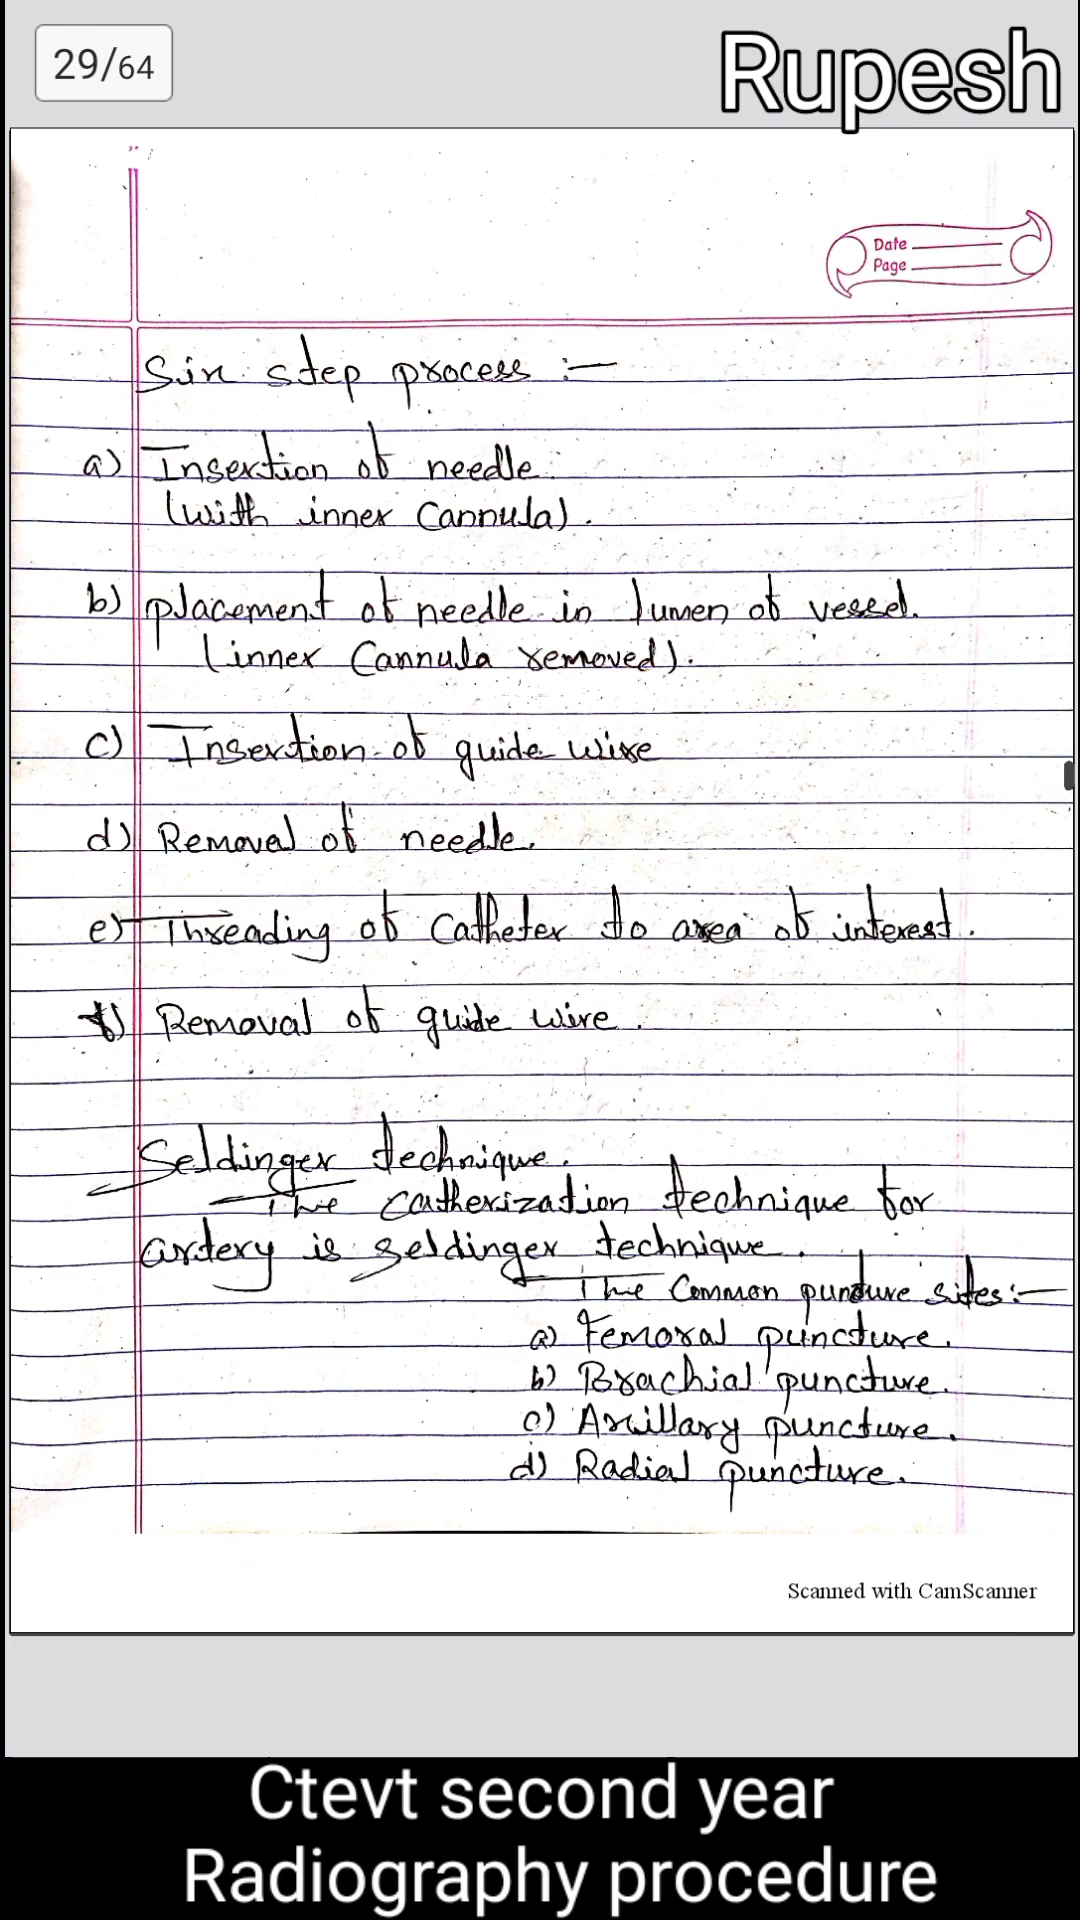 29/64
Rupesh
Date
Page
Six step process :-
a) Insertion of needle
(with inner Cannula).
b) placement of needle in lumen of vessel.
(inner Cannula removed).
c) Insertion of guide wire
d) Removal of needle.
e) Threading of Catheter to area of interest.
f) Removal of guide wire.
Seldinger technique.
The catherization technique for
artery is seldinger technique.
The Common puncture sites:-
a) Femoral puncture.
b) Brachial puncture.
c) Axillary puncture.
d) Radial puncture.
Scanned with CamScanner
Ctevt second year
Radiography procedure